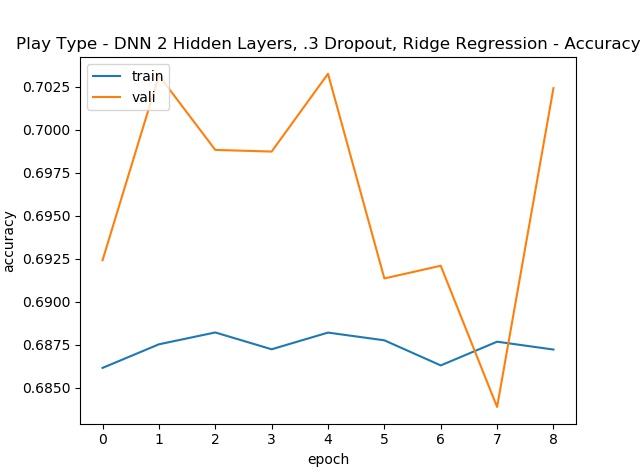 Play Type - DNN 2 Hidden Layers, .3 Dropout, Ridge Regression - Accuracy
train
vali
0.7025
0.7000
0.6975
0.6950
0.6925
0.6900
0.6875
0.6850
accuracy
0 1 2 3 4 5 6 7 8
epoch